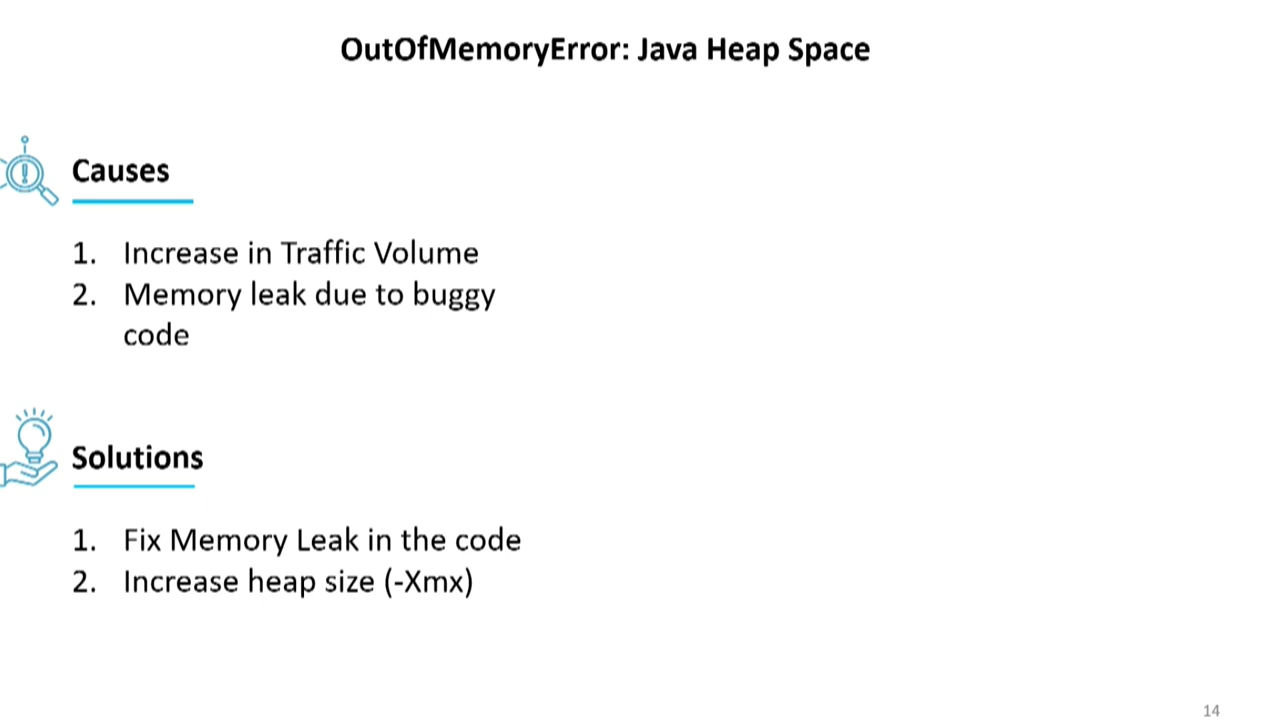 OutOfMemoryError: Java Heap Space
Causes
1. Increase in Traffic Volume
2. Memory leak due to buggy
code
Solutions
1. Fix Memory Leak in the code
2. Increase heap size (-Xmx)
14